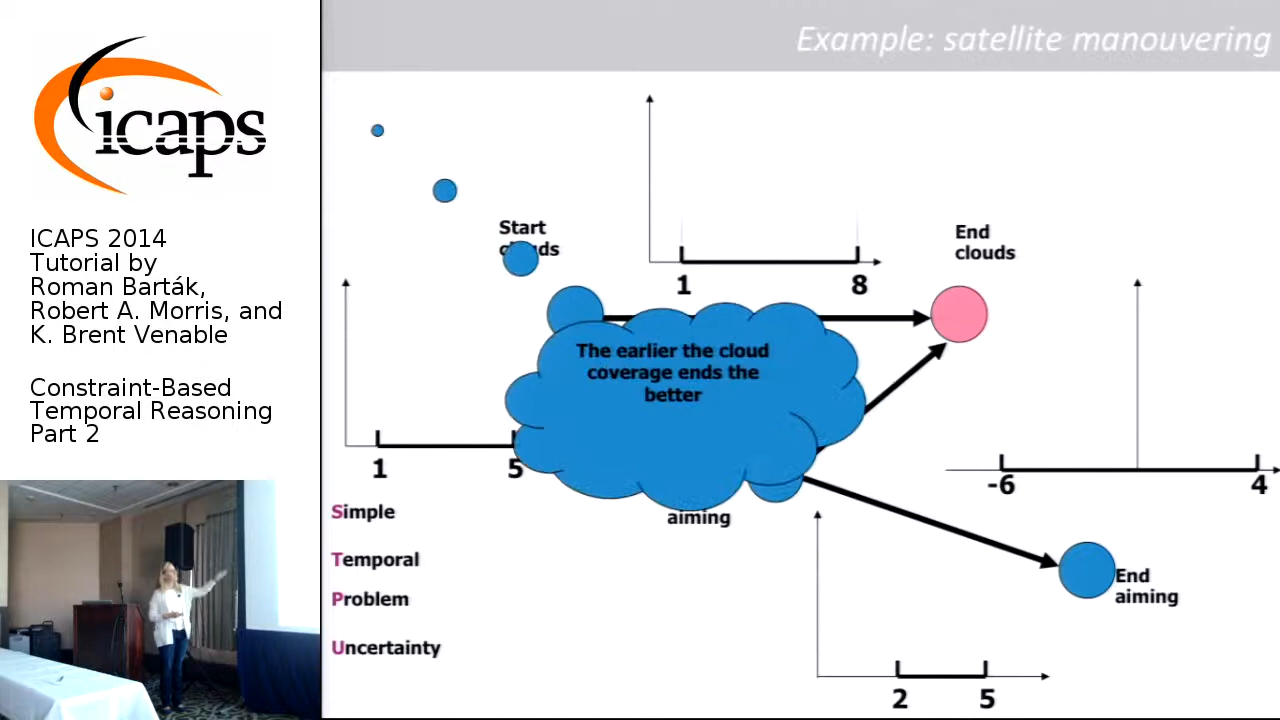 icaps
ICAPS 2014
Tutorial by
Roman Barták,
Robert A. Morris, and
K. Brent Venable
Constraint-Based
Temporal Reasoning
Part 2
Example: satellite manouvering
Start
clouds
1
8
End
clouds
The earlier the cloud
coverage ends the
better
1
5
-6
4
aiming
End
aiming
2
5
Simple
Temporal
Problem
Uncertainty